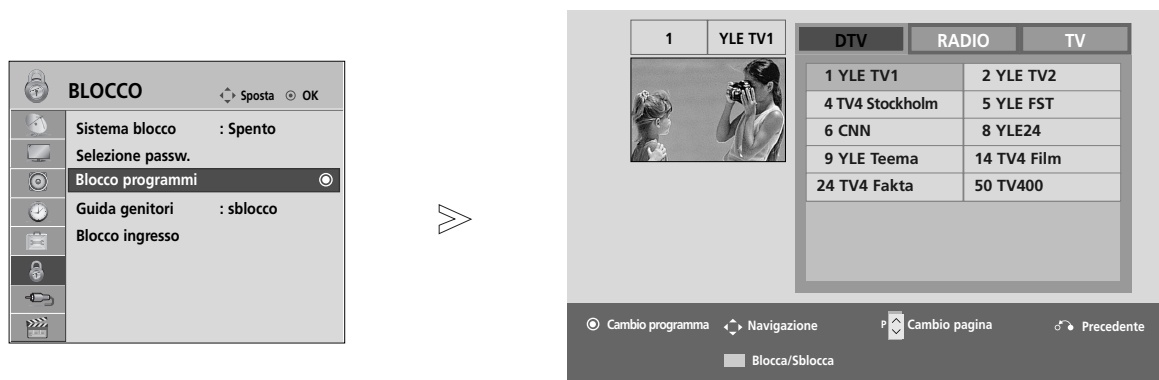 BLOCCO Sposta OK
Sistema blocco : Spento
Selezione passw.
Blocco programmi
Guida genitori : sblocco
Blocco ingresso
1 YLE TV1
DTV RADIO TV
1 YLE TV1 2 YLE TV2
4 TV4 Stockholm 5 YLE FST
6 CNN 8 YLE24
9 YLE Teema 14 TV4 Film
24 TV4 Fakta 50 TV400
Cambio programma Navigazione P Cambio pagina Precedente
Blocca/Sblocca